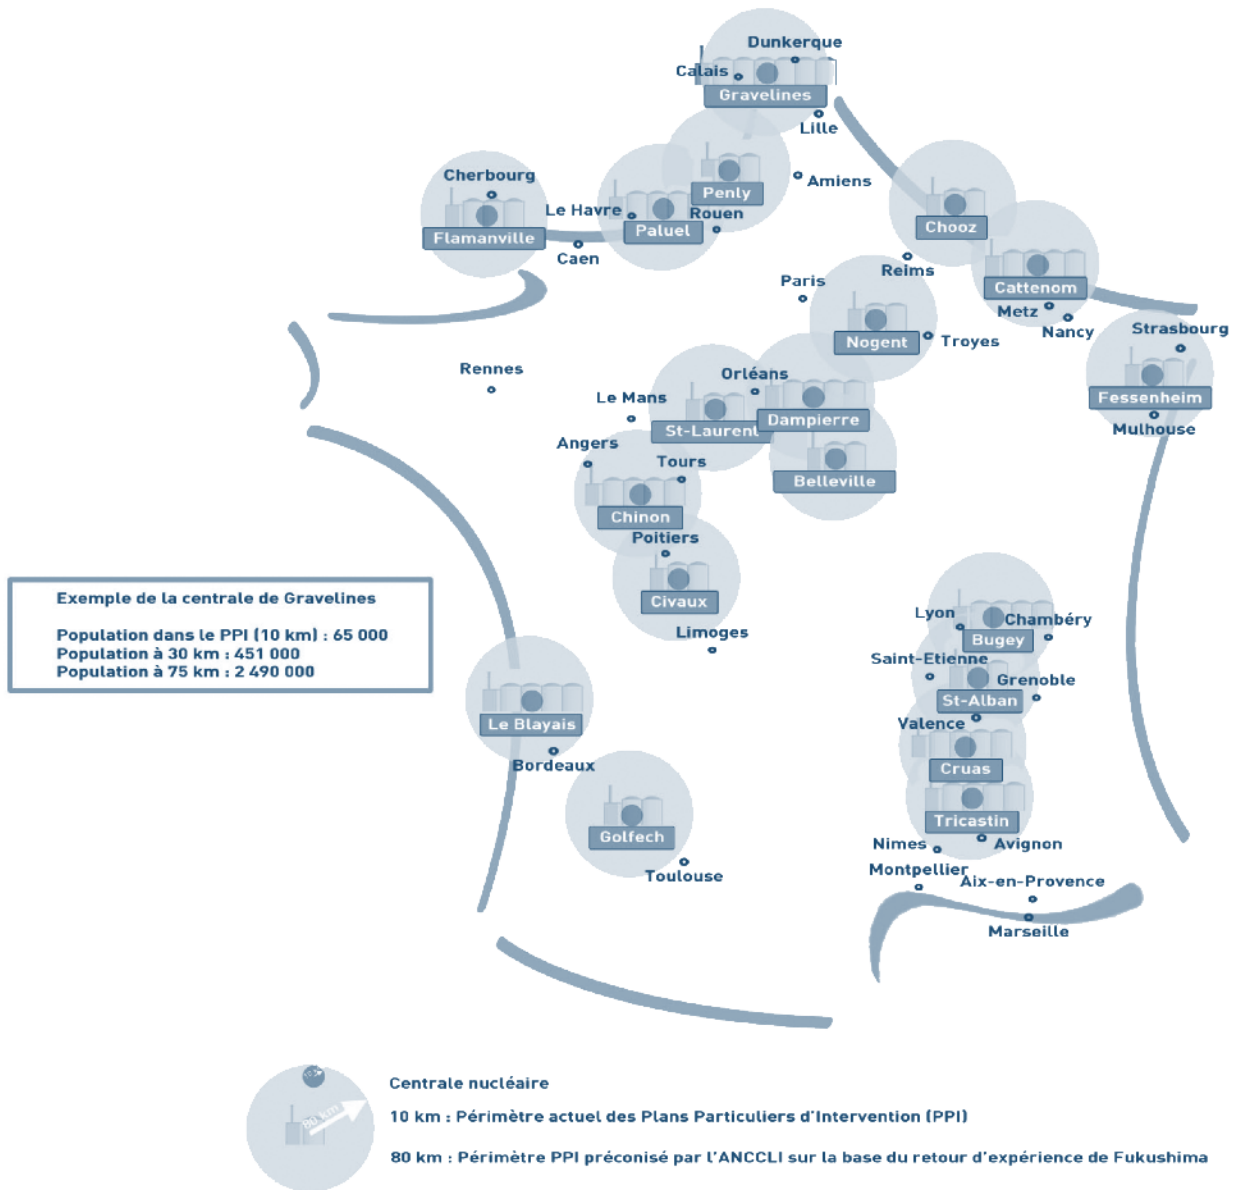 Dunkerque
Calais
Gravelines
Lille
Penly
Amiens
Cherbourg
Le Havre
Rouen
Flamanville
Paluel
Caen
Chooz
Reims
Cattenom
Paris
Metz
Nancy
Nogent
Troyes
Strasbourg
Rennes
Orléans
Le Mans
Dampierre
Fessenheim
St-Laurent
Mulhouse
Angers
Tours
Belleville
Chinon
Poitiers
Civaux
Limoges
Exemple de la centrale de Gravelines
Population dans le PPI (10 km) : 65 000
Population à 30 km : 451 000
Population à 75 km : 2 490 000
Lyon
Chambéry
Bugey
Saint-Etienne
Grenoble
St-Alban
Valence
Le Blayais
Bordeaux
Cruas
Golfech
Tricastin
Toulouse
Nimes
Avignon
Montpellier
Aix-en-Provence
Marseille
80 km
Centrale nucléaire
10 km : Périmètre actuel des Plans Particuliers d'Intervention (PPI)
80 km : Périmètre PPI préconisé par l'ANCCLI sur la base du retour d'expérience de Fukushima